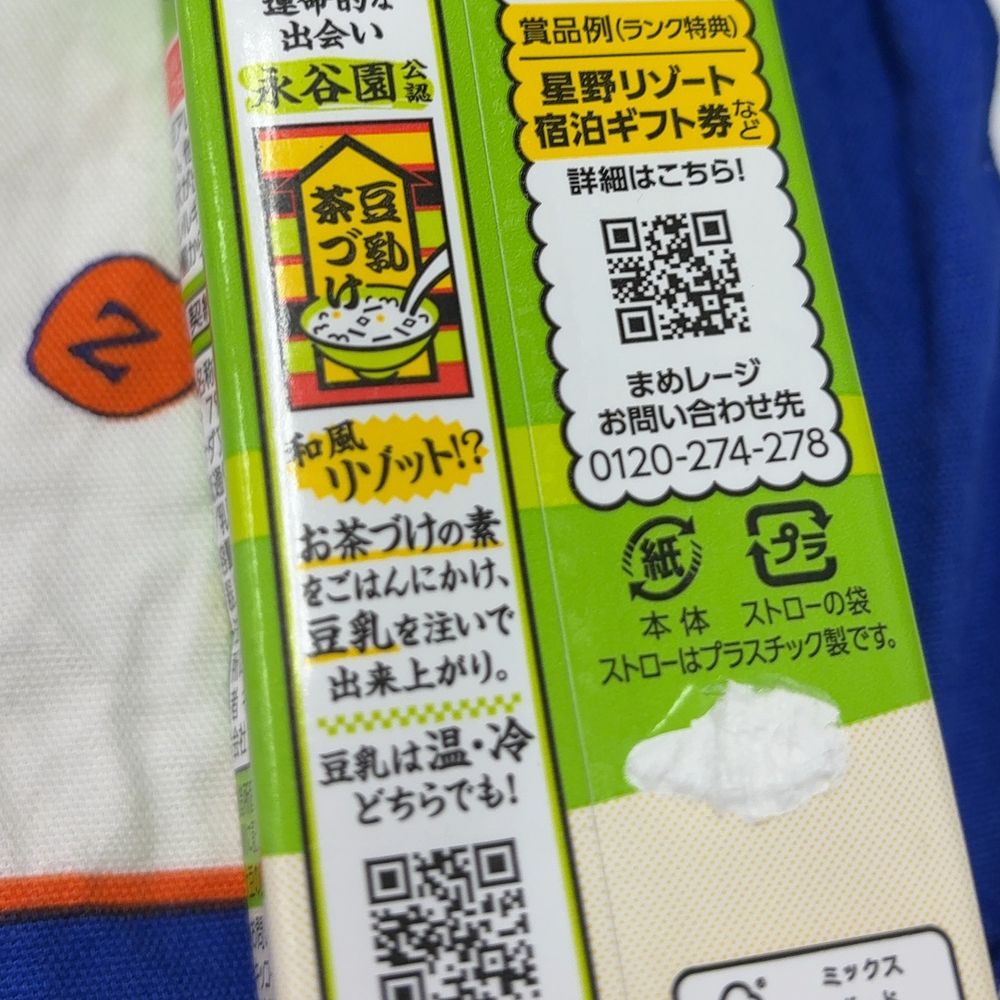 運命的な
出会い
永谷園公認
豆乳
茶づけ
和風
リゾット!?
お茶づけの素
をごはんにかけ、
豆乳を注いで
出来上がり。
豆乳は温・冷
どちらでも!
賞品例(ランク特典)
星野リゾート
宿泊ギフト券など
詳細はこちら!
まめレージ
お問い合わせ先
0120-274-278
紙
プラ
本体
ストローの袋
ストローはプラスチック製です。
ミックス
N